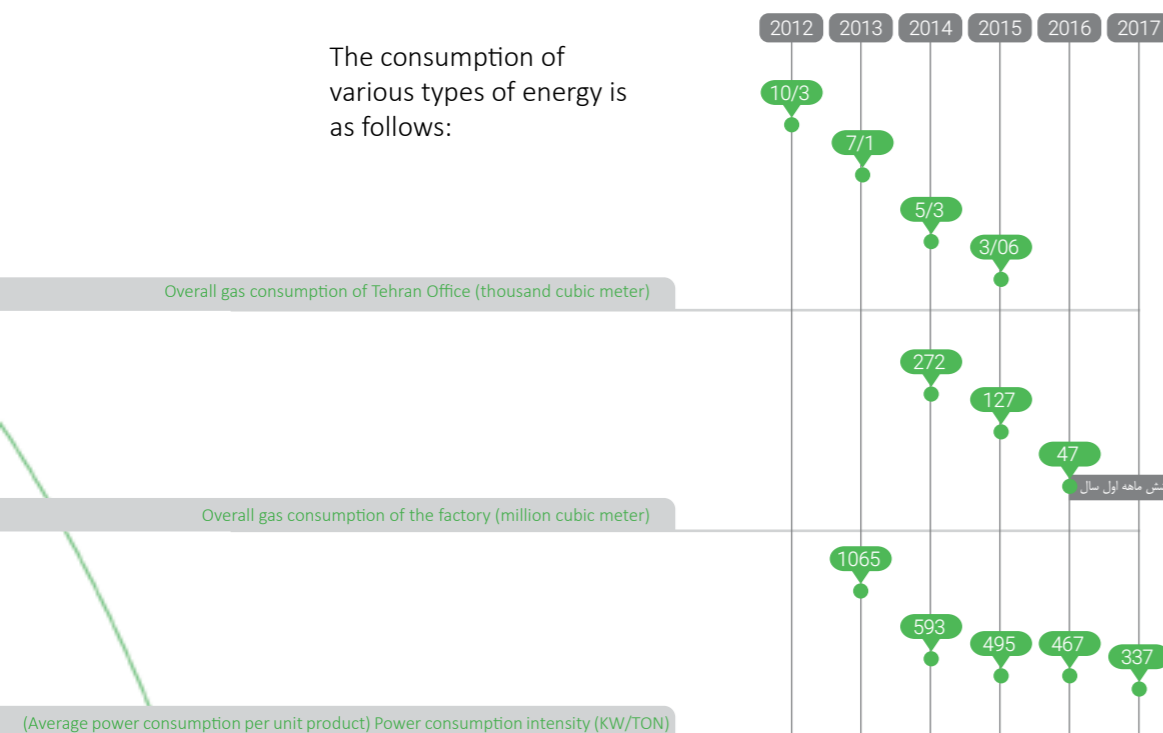 The consumption of
various types of energy is
as follows:
2012 2013 2014 2015 2016 2017
10/3
7/1
5/3
3/06
Overall gas consumption of Tehran Office (thousand cubic meter)
272
127
47
ماهه اول سال
Overall gas consumption of the factory (million cubic meter)
1065
593
495 467
337
(Average power consumption per unit product) Power consumption intensity (KW/TON)